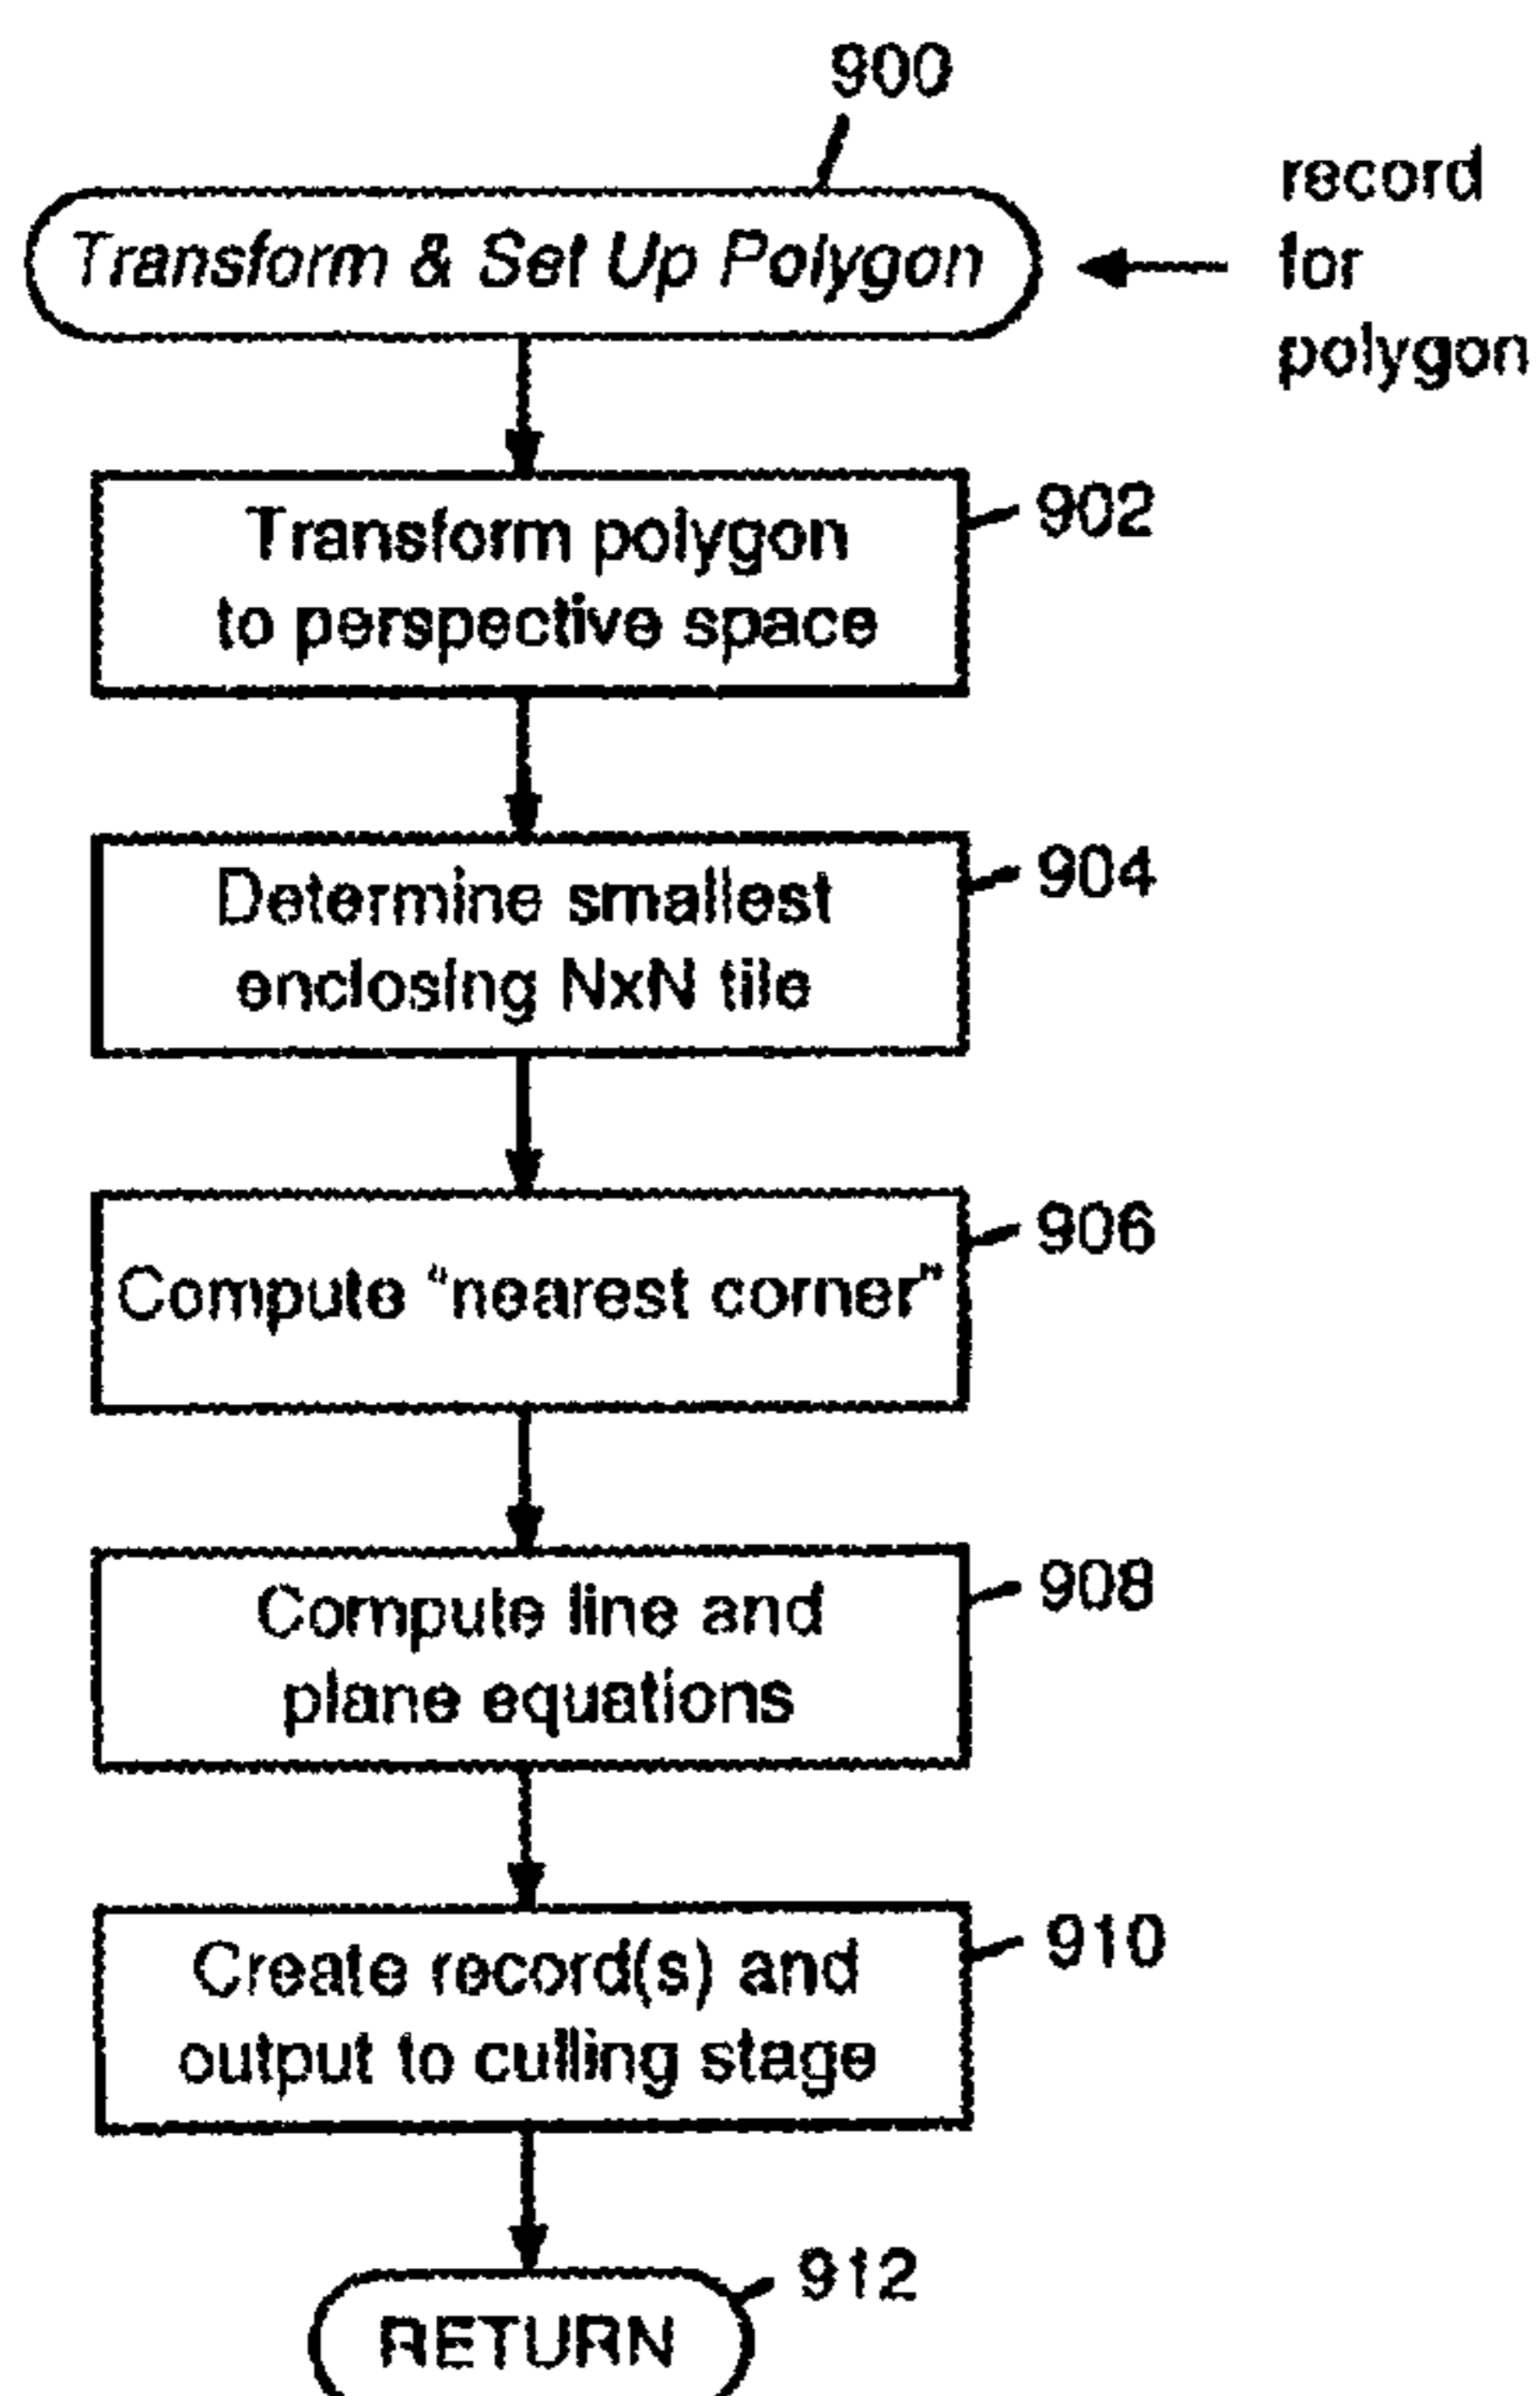 900
Transform & Set Up Polygon
record
for
polygon
Transform polygon
to perspective space
902
Determine smallest
enclosing NxN tile
904
Compute “nearest corner”
906
Compute line and
plane equations
908
Create record(s) and
output to culling stage
910
RETURN
912